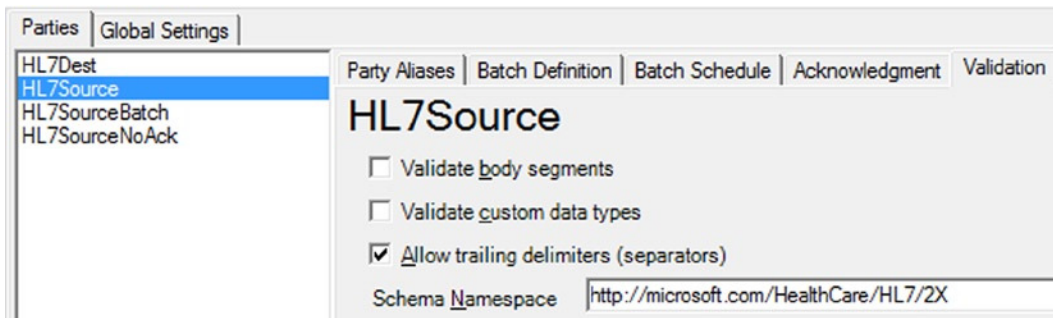 Parties Global Settings
HL7Dest
HL7Source
HL7SourceBatch
HL7SourceNoAck
Party Aliases Batch Definition Batch Schedule Acknowledgment Validation
HL7Source
Validate body segments
Validate custom data types
Allow trailing delimiters (separators)
Schema Namespace http://microsoft.com/HealthCare/HL7/2X